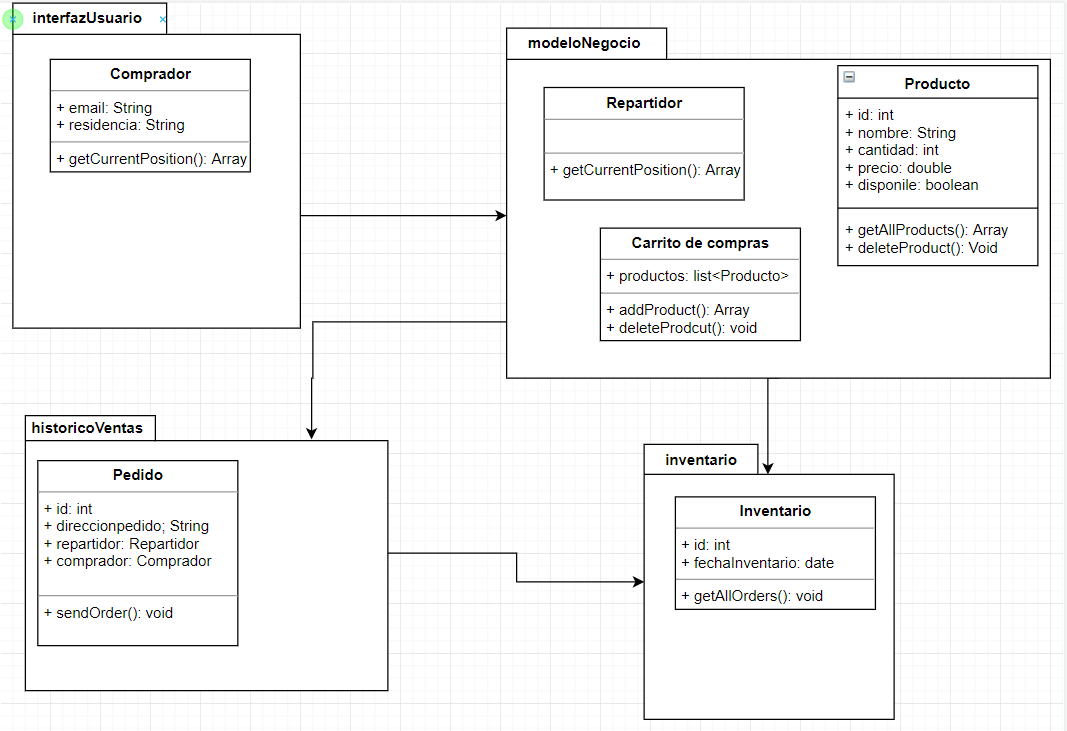 interfazUsuario
Comprador
+ email: String
+ residencia: String
+ getCurrentPosition(): Array
modeloNegocio
Repartidor
+ getCurrentPosition(): Array
Producto
+ id: int
+ nombre: String
+ cantidad: int
+ precio: double
+ disponile: boolean
+ getAllProducts(): Array
+ deleteProduct(): Void
Carrito de compras
+ productos: list<Producto>
+ addProduct(): Array
+ deleteProdcut(): void
historicoVentas
Pedido
+ id: int
+ direccionpedido; String
+ repartidor: Repartidor
+ comprador: Comprador
+ sendOrder(): void
inventario
Inventario
+ id: int
+ fechaInventario: date
+ getAllOrders(): void